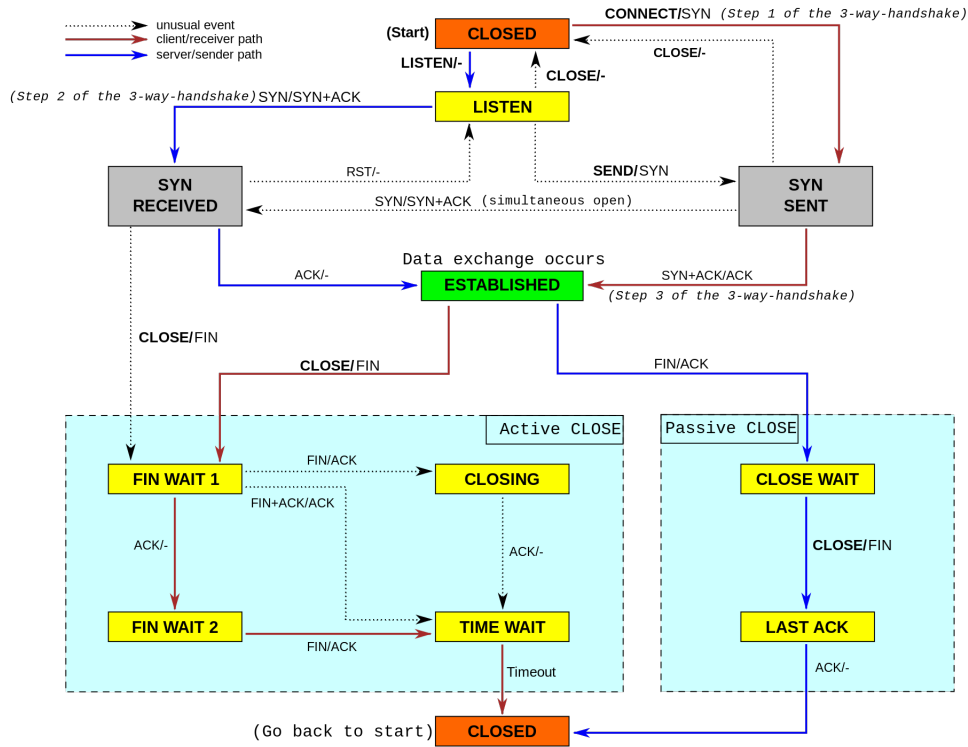 unusual event
client/receiver path
server/sender path
(Start)
CLOSED
CONNECT/SYN (Step 1 of the 3-way-handshake)
CLOSE/-
LISTEN/-
CLOSE/-
(Step 2 of the 3-way-handshake) SYN/SYN+ACK
LISTEN
RST/-
SEND/SYN
SYN
RECEIVED
SYN
SENT
SYN/SYN+ACK (simultaneous open)
Data exchange occurs
ACK/-
ESTABLISHED
SYN+ACK/ACK
(Step 3 of the 3-way-handshake)
CLOSE/FIN
CLOSE/FIN
FIN/ACK
Active CLOSE
Passive CLOSE
FIN WAIT 1
FIN/ACK
CLOSING
CLOSE WAIT
FIN+ACK/ACK
ACK/-
ACK/-
CLOSE/FIN
FIN WAIT 2
FIN/ACK
TIME WAIT
LAST ACK
Timeout
ACK/-
(Go back to start)
CLOSED